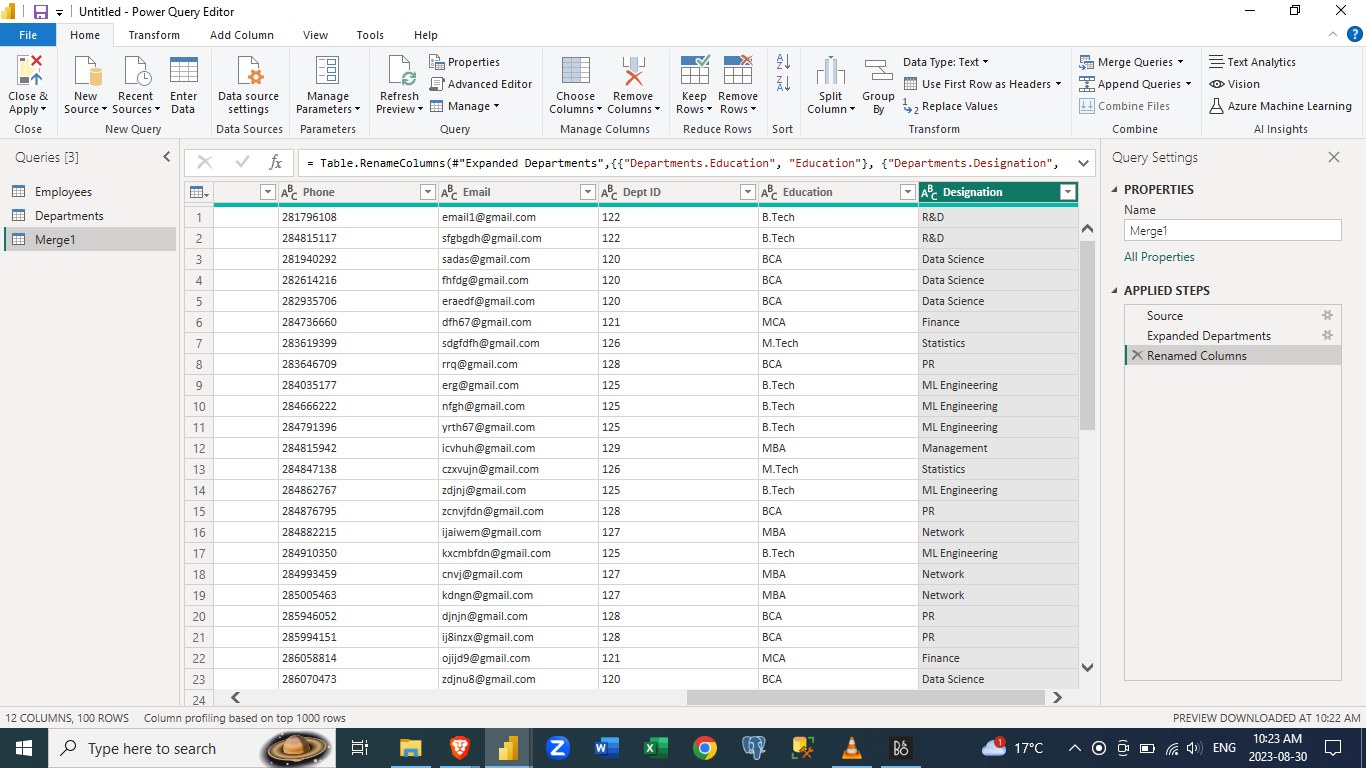 Untitled - Power Query Editor
File Home Transform Add Column View Tools Help
Close & Apply
Close
New Source
Recent Sources
Enter Data
New Query
Data source settings
Data Sources
Manage Parameters
Parameters
Refresh Preview
Properties
Advanced Editor
Manage
Query
Choose Columns
Remove Columns
Manage Columns
Keep Rows
Remove Rows
Reduce Rows
Sort
Split Column
Group By
Data Type: Text
Use First Row as Headers
Replace Values
Transform
Merge Queries
Append Queries
Combine Files
Combine
Text Analytics
Vision
Azure Machine Learning
AI Insights
Queries [3]
Employees
Departments
Merge1
= Table.RenameColumns(#"Expanded Departments",{{"Departments.Education", "Education"}, {"Departments.Designation",
Phone Email Dept ID Education Designation
1 281796108 email1@gmail.com 122 B.Tech R&D
2 284815117 sfgbgdh@gmail.com 122 B.Tech R&D
3 281940292 sadas@gmail.com 120 BCA Data Science
4 282614216 fhfdg@gmail.com 120 BCA Data Science
5 282935706 eraedf@gmail.com 120 BCA Data Science
6 284736660 dfh67@gmail.com 121 MCA Finance
7 283619399 sdgfdfh@gmail.com 126 M.Tech Statistics
8 283646709 rrq@gmail.com 128 BCA PR
9 284035177 erg@gmail.com 125 B.Tech ML Engineering
10 284666222 nfgh@gmail.com 125 B.Tech ML Engineering
11 284791396 yrth67@gmail.com 125 B.Tech ML Engineering
12 284815942 icvhuh@gmail.com 129 MBA Management
13 284847138 czxvujn@gmail.com 126 M.Tech Statistics
14 284862767 zdjnj@gmail.com 125 B.Tech ML Engineering
15 284876795 zcnvjfdn@gmail.com 128 BCA PR
16 284882215 ijaiwem@gmail.com 127 MBA Network
17 284910350 kxcmbfdn@gmail.com 125 B.Tech ML Engineering
18 284993459 cnvj@gmail.com 127 MBA Network
19 285005463 kdngn@gmail.com 127 MBA Network
20 285946052 djnjn@gmail.com 128 BCA PR
21 285994151 ij8inzx@gmail.com 128 BCA PR
22 286058814 ojijd9@gmail.com 121 MCA Finance
23 286070473 zdjnu8@gmail.com 120 BCA Data Science
24
Query Settings
PROPERTIES
Name
Merge1
All Properties
APPLIED STEPS
Source
Expanded Departments
Renamed Columns
12 COLUMNS, 100 ROWS Column profiling based on top 1000 rows
PREVIEW DOWNLOADED AT 10:22 AM
Type here to search
1
17°C
ENG
10:23 AM
2023-08-30